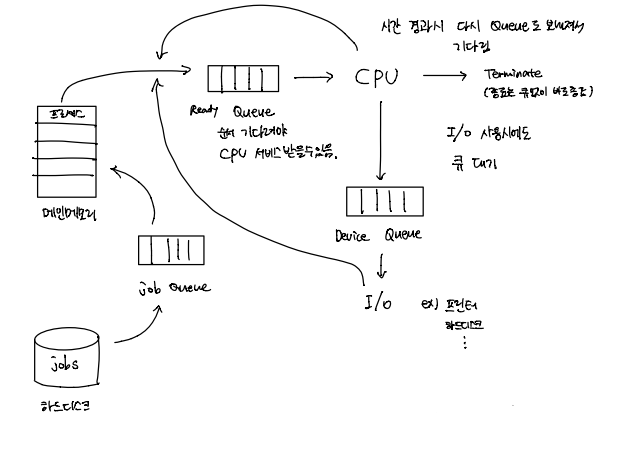 시간 경과시 다시 Queue로 보내져서
기다림
CPU
Terminate
(종료는 큐없이 바로종료)
프로세스
Ready Queue
순서 기다려야
CPU 서비스 받을수있음.
I/O 사용시에도
큐 대기
메인메모리
Device Queue
job Queue
I/O
ex) 프린터
하드디스크
⋮
jobs
하드디스크